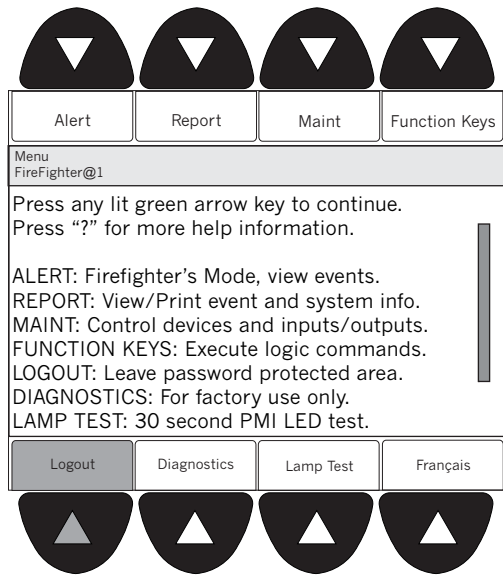 Alert Report Maint Function Keys
Menu
FireFighter@1
Press any lit green arrow key to continue.
Press “?” for more help information.
ALERT: Firefighter’s Mode, view events.
REPORT: View/Print event and system info.
MAINT: Control devices and inputs/outputs.
FUNCTION KEYS: Execute logic commands.
LOGOUT: Leave password protected area.
DIAGNOSTICS: For factory use only.
LAMP TEST: 30 second PMI LED test.
Logout Diagnostics Lamp Test Français